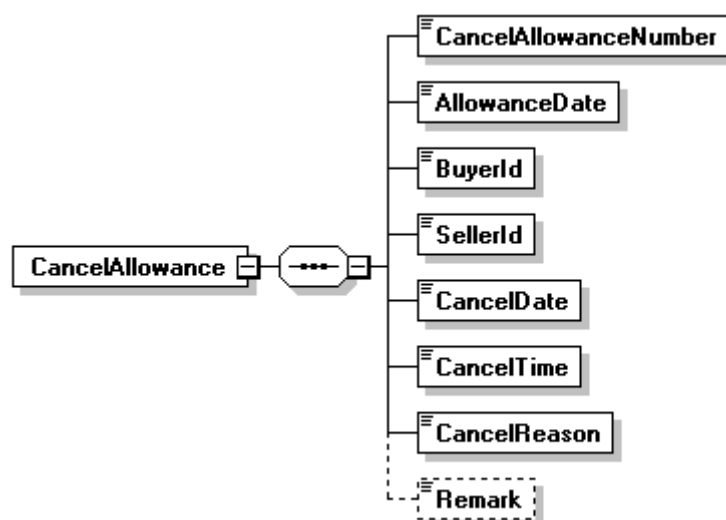 CancelAllowanceNumber
AllowanceDate
BuyerId
SellerId
CancelAllowance
CancelDate
CancelTime
CancelReason
Remark